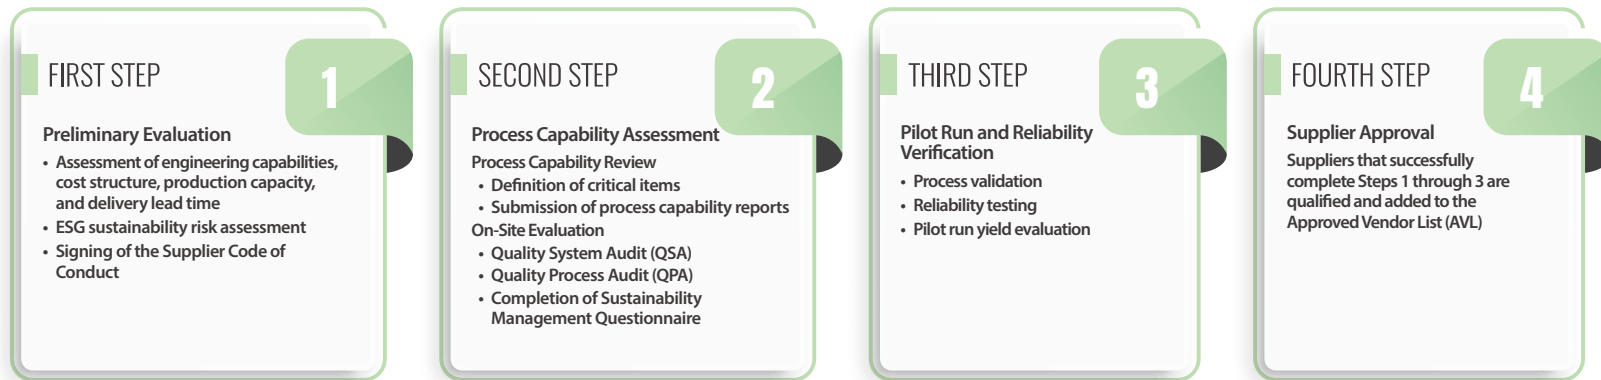 FIRST STEP
1
Preliminary Evaluation
• Assessment of engineering capabilities,
cost structure, production capacity,
and delivery lead time
• ESG sustainability risk assessment
• Signing of the Supplier Code of
Conduct
SECOND STEP
2
Process Capability Assessment
Process Capability Review
• Definition of critical items
• Submission of process capability reports
On-Site Evaluation
• Quality System Audit (QSA)
• Quality Process Audit (QPA)
• Completion of Sustainability
Management Questionnaire
THIRD STEP
3
Pilot Run and Reliability
Verification
• Process validation
• Reliability testing
• Pilot run yield evaluation
FOURTH STEP
4
Supplier Approval
Suppliers that successfully
complete Steps 1 through 3 are
qualified and added to the
Approved Vendor List (AVL)